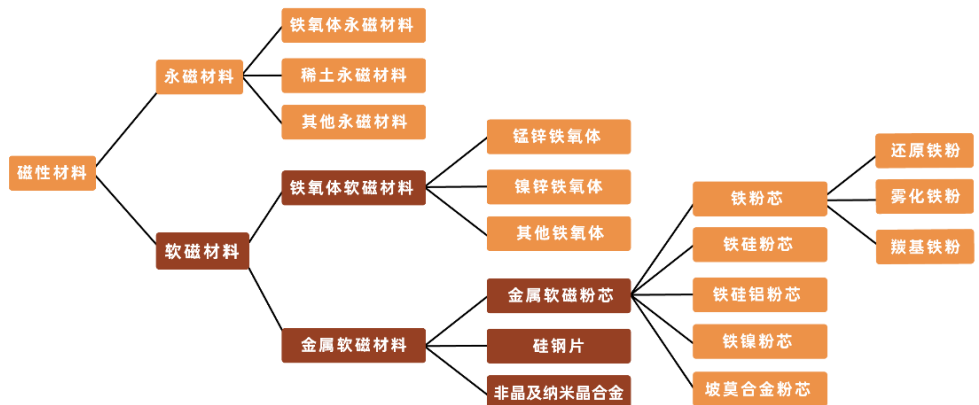 磁性材料
永磁材料
铁氧体永磁材料
稀土永磁材料
其他永磁材料
软磁材料
铁氧体软磁材料
锰锌铁氧体
镍锌铁氧体
其他铁氧体
金属软磁材料
金属软磁粉芯
铁粉芯
还原铁粉
雾化铁粉
羰基铁粉
铁硅粉芯
铁硅铝粉芯
铁镍粉芯
坡莫合金粉芯
硅钢片
非晶及纳米晶合金